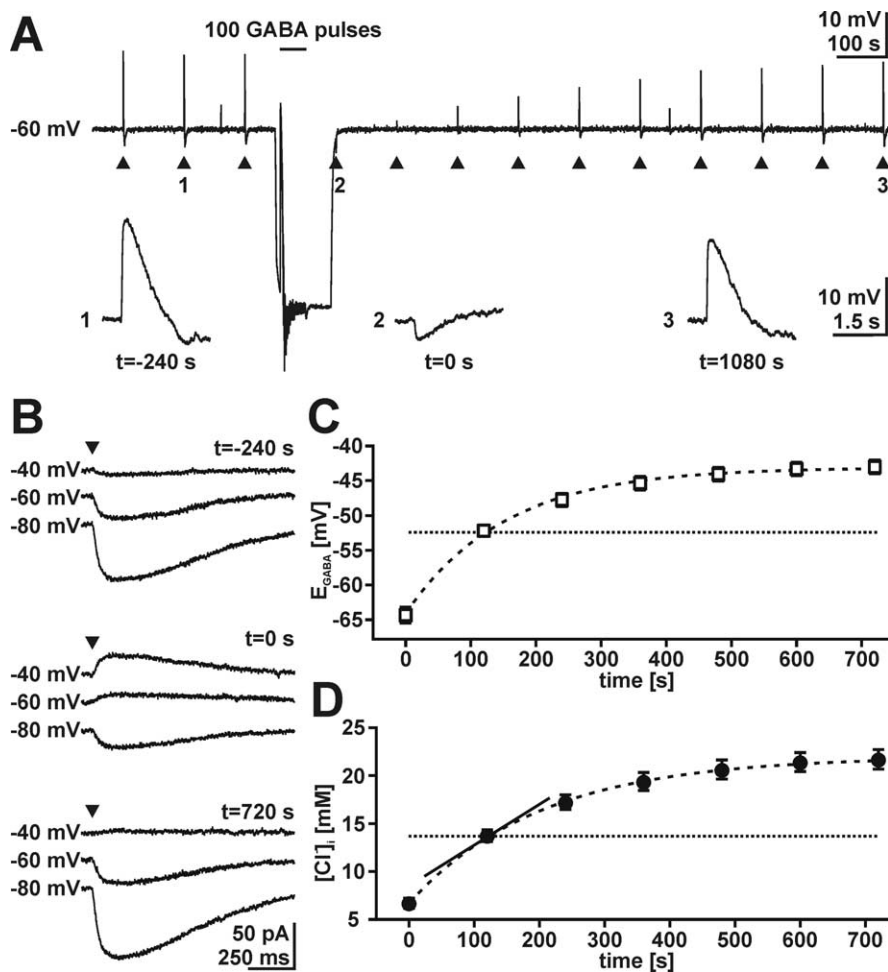 A
100 GABA pulses
10 mV
100 s
-60 mV
1
2
3
1
t=-240 s
2
t=0 s
3
t=1080 s
10 mV
1.5 s
B
t=-240 s
-40 mV
-60 mV
-80 mV
t=0 s
-40 mV
-60 mV
-80 mV
t=720 s
-40 mV
-60 mV
-80 mV
50 pA
250 ms
C
-40
-45
-50
-55
-60
-65
EGABA [mV]
0 100 200 300 400 500 600 700
time [s]
D
25
20
15
10
5
[Cl-]i [mM]
0 100 200 300 400 500 600 700
time [s]